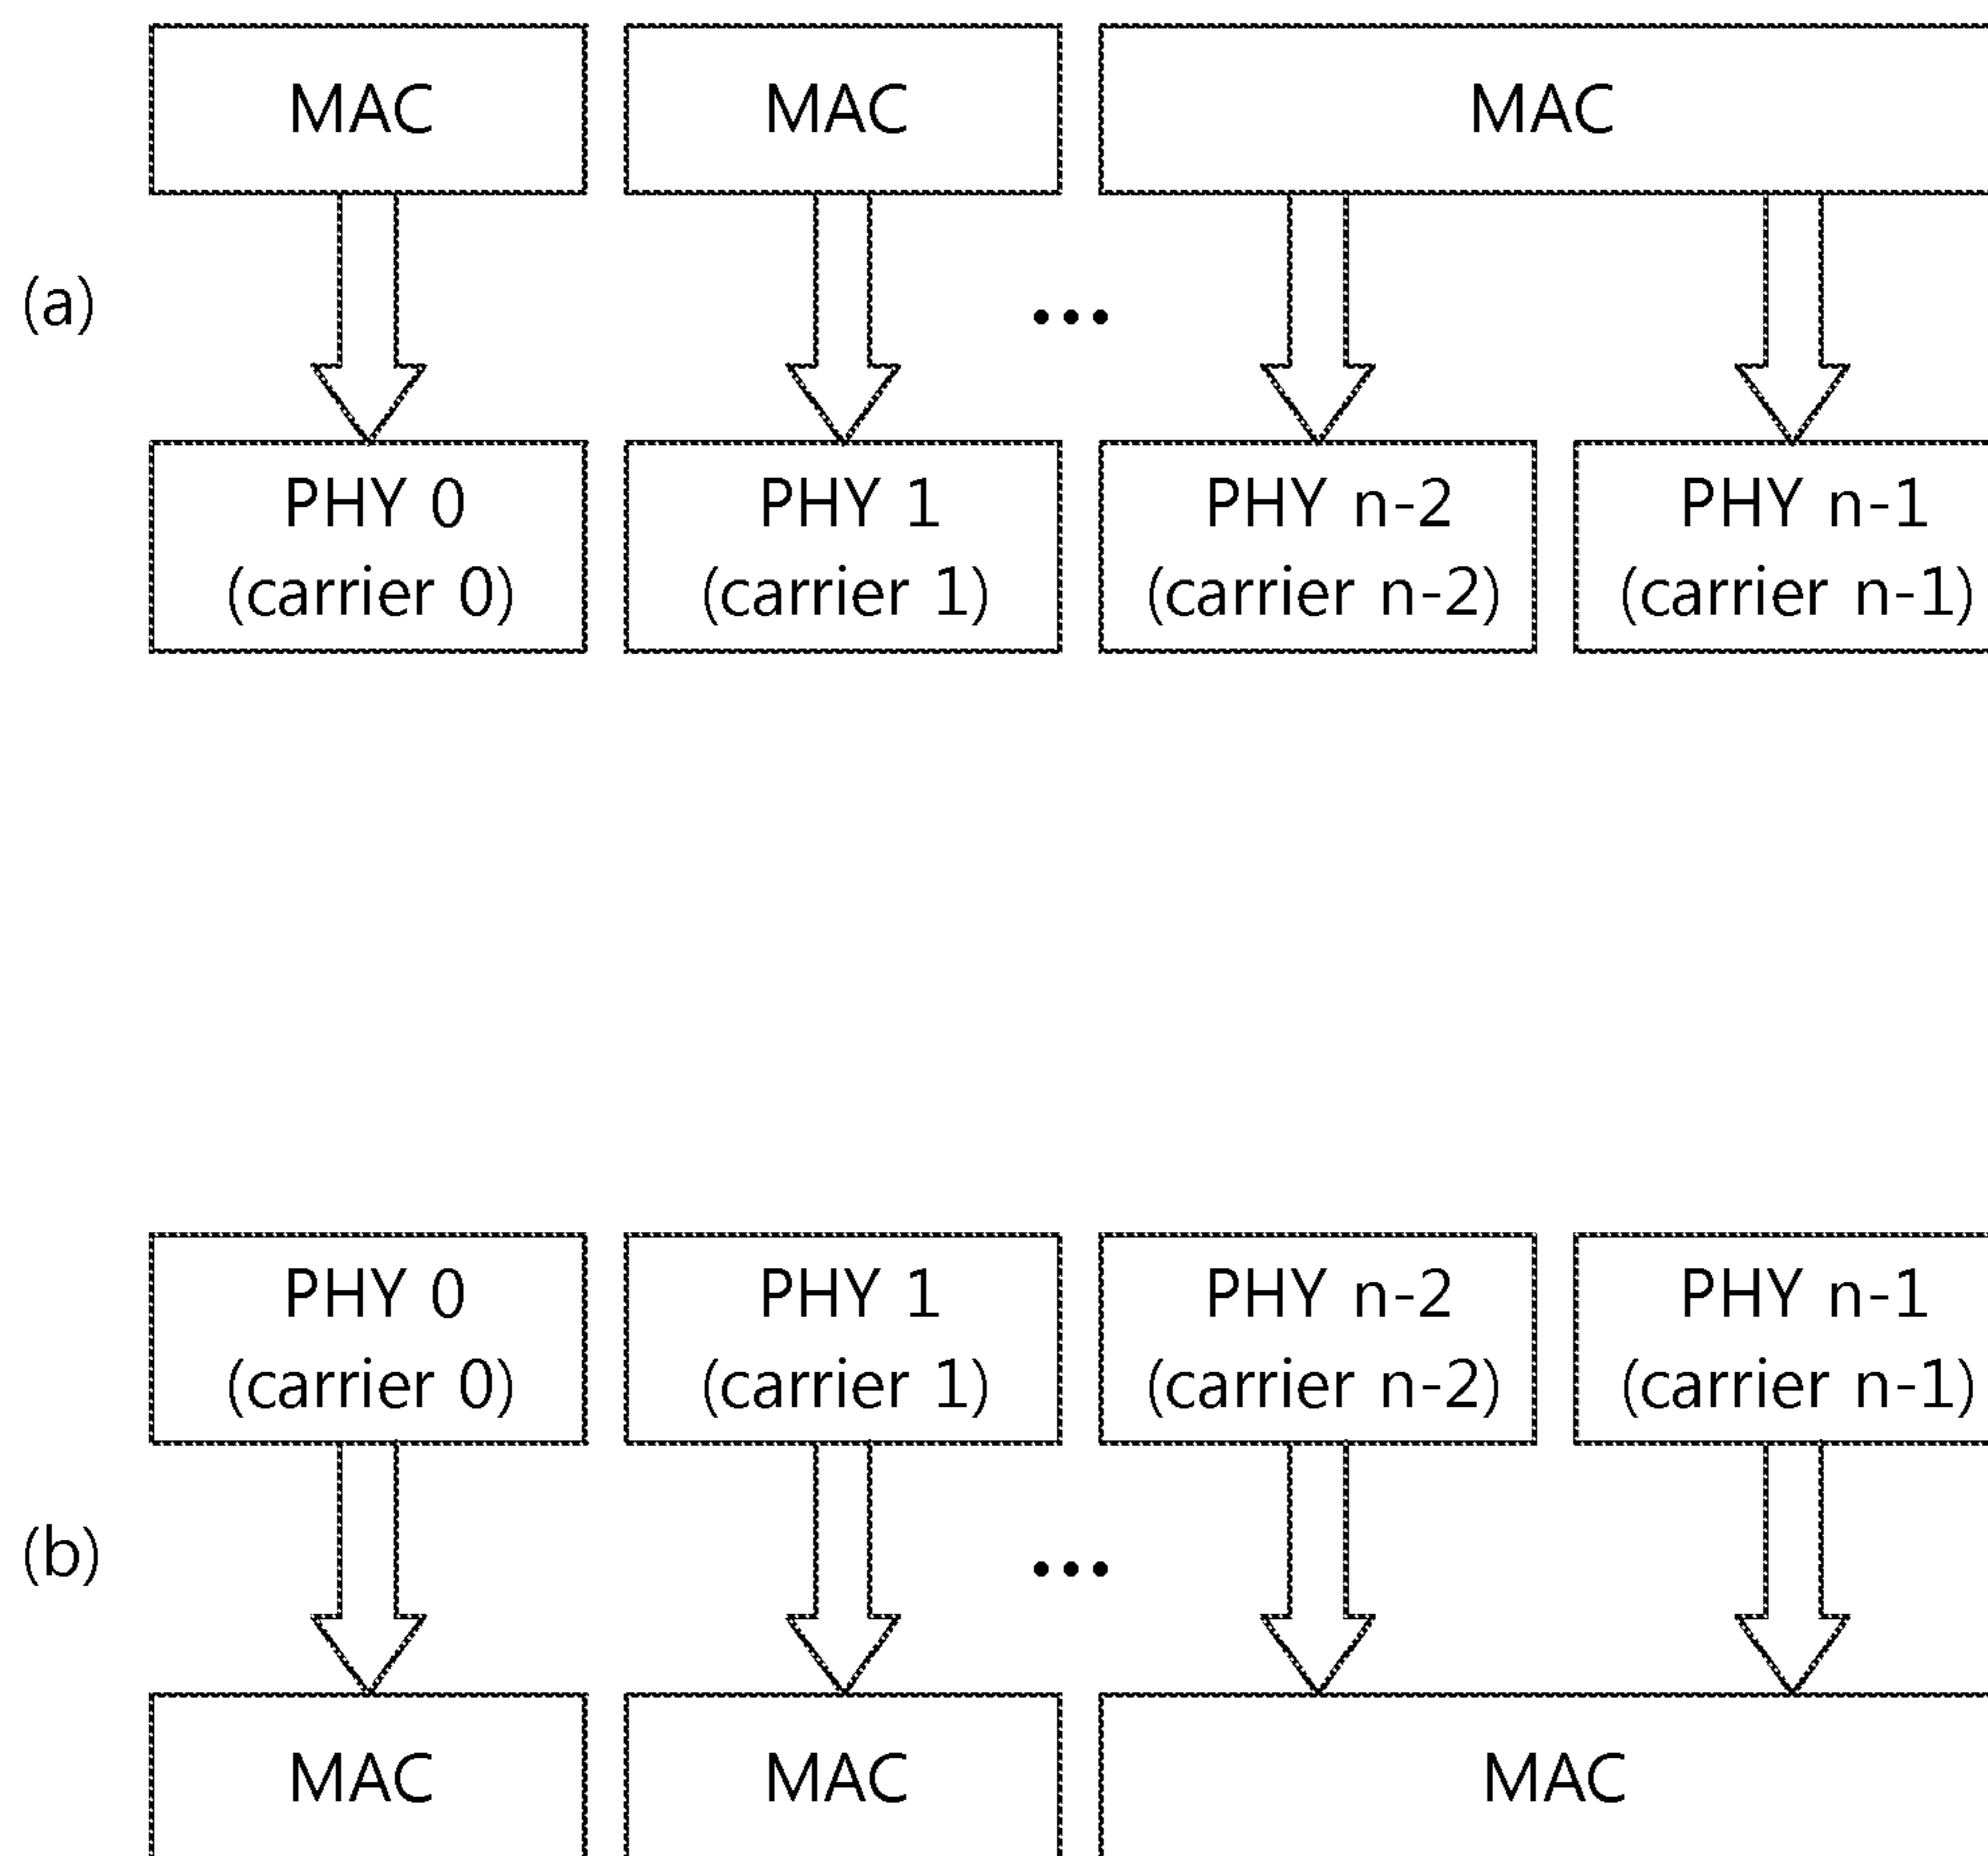 MAC MAC MAC
(a)
•••
PHY 0 PHY 1 PHY n-2 PHY n-1
(carrier 0) (carrier 1) (carrier n-2) (carrier n-1)
PHY 0 PHY 1 PHY n-2 PHY n-1
(carrier 0) (carrier 1) (carrier n-2) (carrier n-1)
(b)
•••
MAC MAC MAC